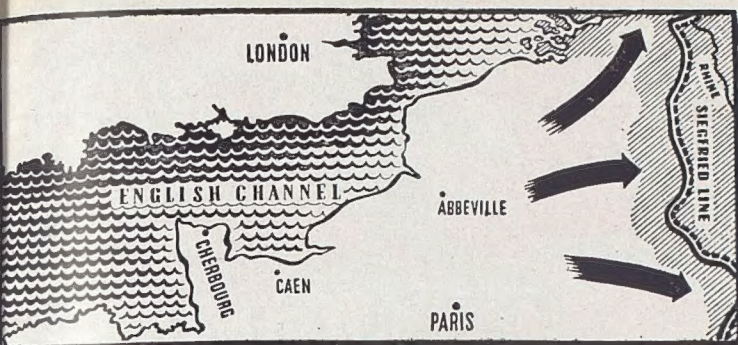 LONDON
RHINE
SIEGFRIED LINE
ENGLISH CHANNEL
ABBEVILLE
CHERBOURG
CAEN
PARIS